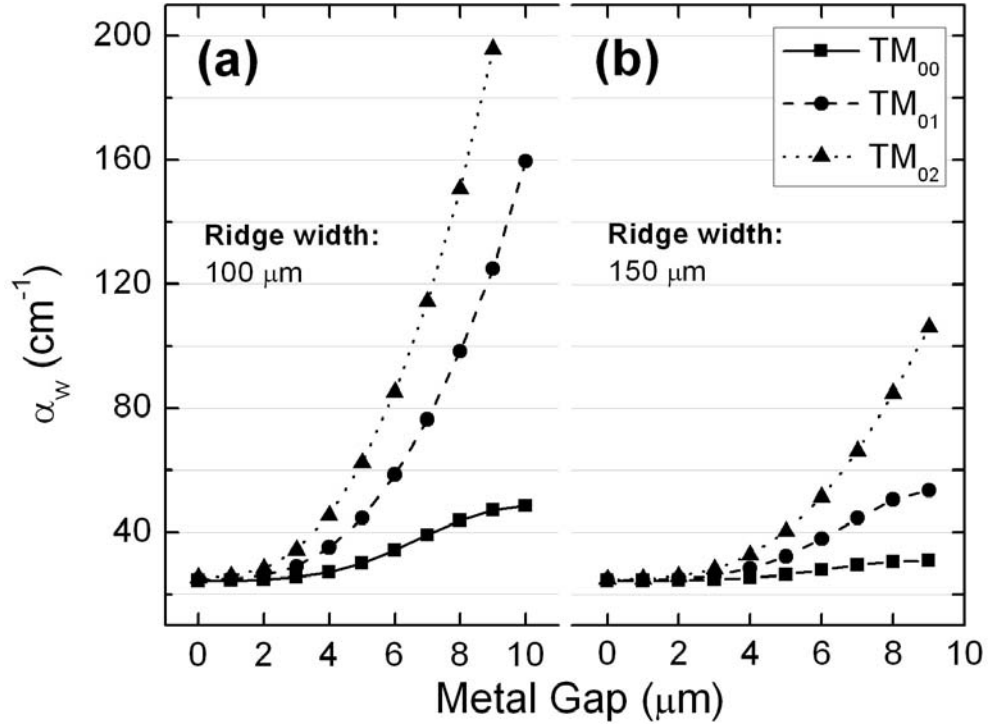 200
160
120
80
40
α_w (cm⁻¹)
(a)
Ridge width:
100 μm
0 2 4 6 8 10
(b)
TM₀₀
TM₀₁
TM₀₂
Ridge width:
150 μm
0 2 4 6 8 10
Metal Gap (μm)